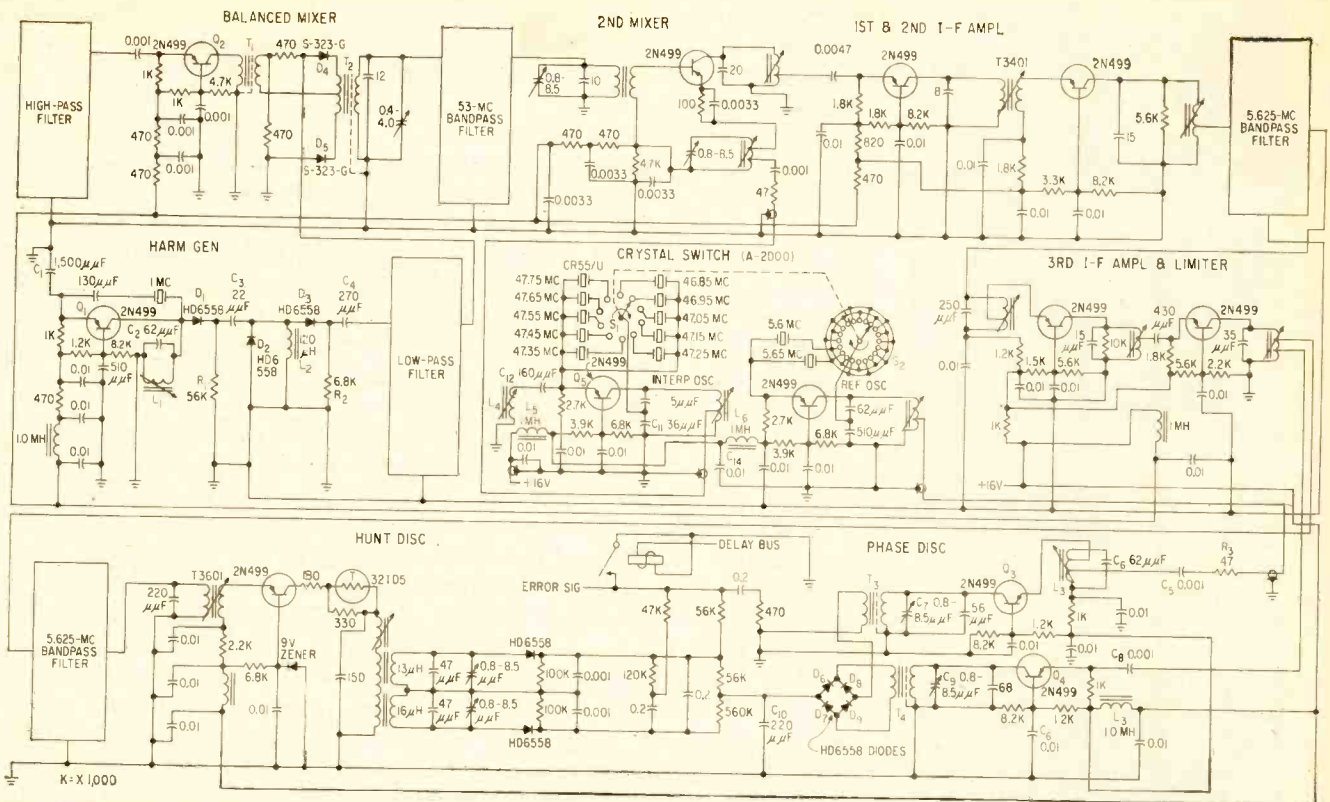 BALANCED MIXER
2ND MIXER
1ST & 2ND I-F AMPL
HIGH-PASS
FILTER
0.001
2N499
Q2
1K
1K
4.7K
T1
470
S-323-G
D4
T2
12
0.4-
4.0
0.001
0.001
470
0.001
470
470
D5
S-323-G
53-MC
BANDPASS
FILTER
0.8-
8.5
10
2N499
20
100
0.0033
470
470
0.0033
0.0033
4.7K
0.0033
0.8-8.5
0.001
47
0.0047
2N499
1.8K
1.8K
8.2K
0.01
820
0.01
470
8
T3401
0.01
1.8K
0.01
2N499
15
5.6K
3.3K
8.2K
0.01
5.625-MC
BANDPASS
FILTER
HARM GEN
C1
1,500μμF
130μμF
1 MC
Q1
2N499
C2
62μμF
1K
1.2K
8.2K
510
μμF
0.01
470
0.01
1.0 MH
0.01
L1
D1
HD6558
C3
22
μμF
D2
HD6
558
R1
56K
120
μH
L2
D3
HD6558
C4
270
μμF
6.8K
R2
LOW-PASS
FILTER
CRYSTAL SWITCH (A-2000)
CR55/U
47.75 MC
47.65 MC
47.55 MC
47.45 MC
47.35 MC
S1
46.85 MC
46.95 MC
47.05 MC
47.15 MC
47.25 MC
5.6 MC
5.65 MC
S2
REF OSC
C12
160μμF
L4
L5
1MH
0.01
+16V
2N499
Q5
INTERP OSC
2.7K
3.9K
6.8K
0.01
0.01
5μμF
C11
36μμF
L6
1MH
C14
0.01
2N499
2.7K
3.9K
6.8K
0.01
0.01
62μμF
510μμF
3RD I-F AMPL & LIMITER
250
μμF
0.01
2N499
1.2K
1.5K
5.6K
0.01
0.01
15
μμF
10K
1K
+16V
430
μμF
1.8K
2N499
35
μμF
5.6K
2.2K
0.01
1MH
0.01
HUNT DISC
5.625-MC
BANDPASS
FILTER
K=X 1,000
T3601
220
μμF
0.01
2.2K
0.01
0.01
2N499
6.8K
0.01
9V
ZENER
T
32TD5
330
150
13μH
16μH
47
μμF
47
μμF
0.8-8.5
μμF
0.8-8.5
μμF
HD6558
HD6558
100K
100K
0.001
0.001
120K
0.2
0.2
DELAY BUS
ERROR SIG
47K
56K
0.2
470
56K
560K
C10
220
μμF
PHASE DISC
T3
C7 0.8-
8.5μμF
56
μμF
Q3
2N499
8.2K
1.2K
0.01
L3
1K
0.01
C6 62μμF
C5 0.001
R3
47
D6
D8
D7
D9
HD6558 DIODES
T4
C9 0.8-
8.5μμF
68
Q4
2N499
8.2K
1.2K
C6
0.01
1K
C8 0.001
L3
1.0 MH
0.01